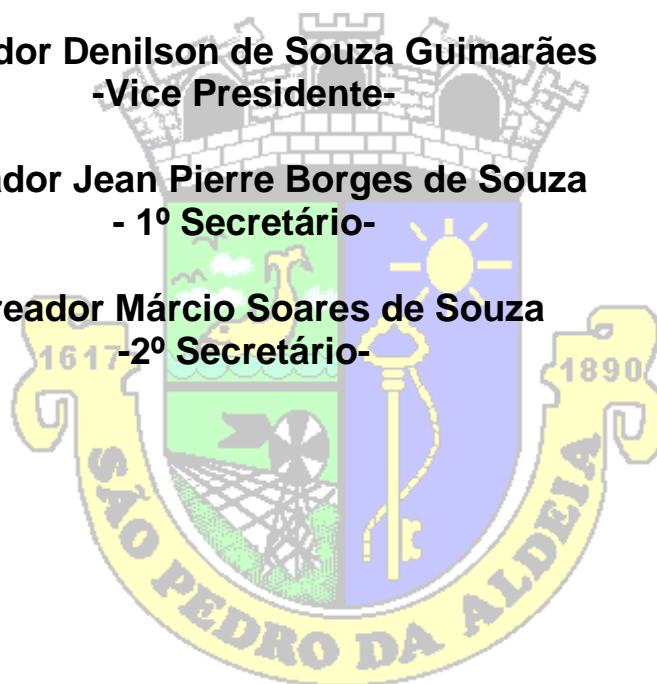 dor Denilson de Souza Guimarães
-Vice Presidente-
ador Jean Pierre Borges de Souza
- 1º Secretário-
reador Márcio Soares de Souza
-2º Secretário-
1617
1890
SÃO PEDRO DA ALDEIA